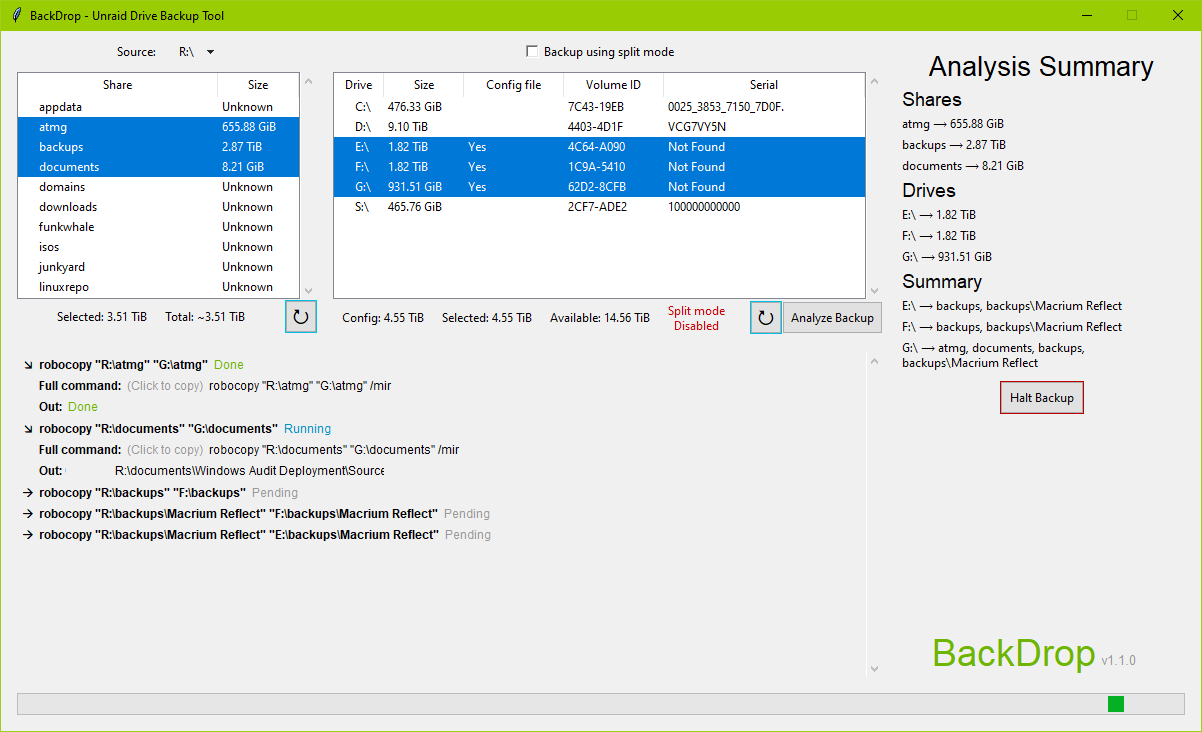 BackDrop - Unraid Drive Backup Tool
Source: R:\
Backup using split mode
Share Size
appdata Unknown
atmg 655.88 GiB
backups 2.87 TiB
documents 8.21 GiB
domains Unknown
downloads Unknown
funkwhale Unknown
isos Unknown
junkyard Unknown
linuxrepo Unknown
Selected: 3.51 TiB Total: ~3.51 TiB
↻
Drive Size Config file Volume ID Serial
C:\ 476.33 GiB 7C43-19EB 0025_3853_7150_7D0F.
D:\ 9.10 TiB 4403-4D1F VCG7VY5N
E:\ 1.82 TiB Yes 4C64-A090 Not Found
F:\ 1.82 TiB Yes 1C9A-5410 Not Found
G:\ 931.51 GiB Yes 62D2-8CFB Not Found
S:\ 465.76 GiB 2CF7-ADE2 100000000000
Config: 4.55 TiB Selected: 4.55 TiB Available: 14.56 TiB
Split mode
Disabled
↻ Analyze Backup
↘ robocopy "R:\atmg" "G:\atmg" Done
Full command: (Click to copy) robocopy "R:\atmg" "G:\atmg" /mir
Out: Done
↘ robocopy "R:\documents" "G:\documents" Running
Full command: (Click to copy) robocopy "R:\documents" "G:\documents" /mir
Out: R:\documents\Windows Audit Deployment\Source
→ robocopy "R:\backups" "F:\backups" Pending
→ robocopy "R:\backups\Macrium Reflect" "F:\backups\Macrium Reflect" Pending
→ robocopy "R:\backups\Macrium Reflect" "E:\backups\Macrium Reflect" Pending
Analysis Summary
Shares
atmg → 655.88 GiB
backups → 2.87 TiB
documents → 8.21 GiB
Drives
E:\ → 1.82 TiB
F:\ → 1.82 TiB
G:\ → 931.51 GiB
Summary
E:\ → backups, backups\Macrium Reflect
F:\ → backups, backups\Macrium Reflect
G:\ → atmg, documents, backups,
backups\Macrium Reflect
Halt Backup
BackDrop v1.1.0